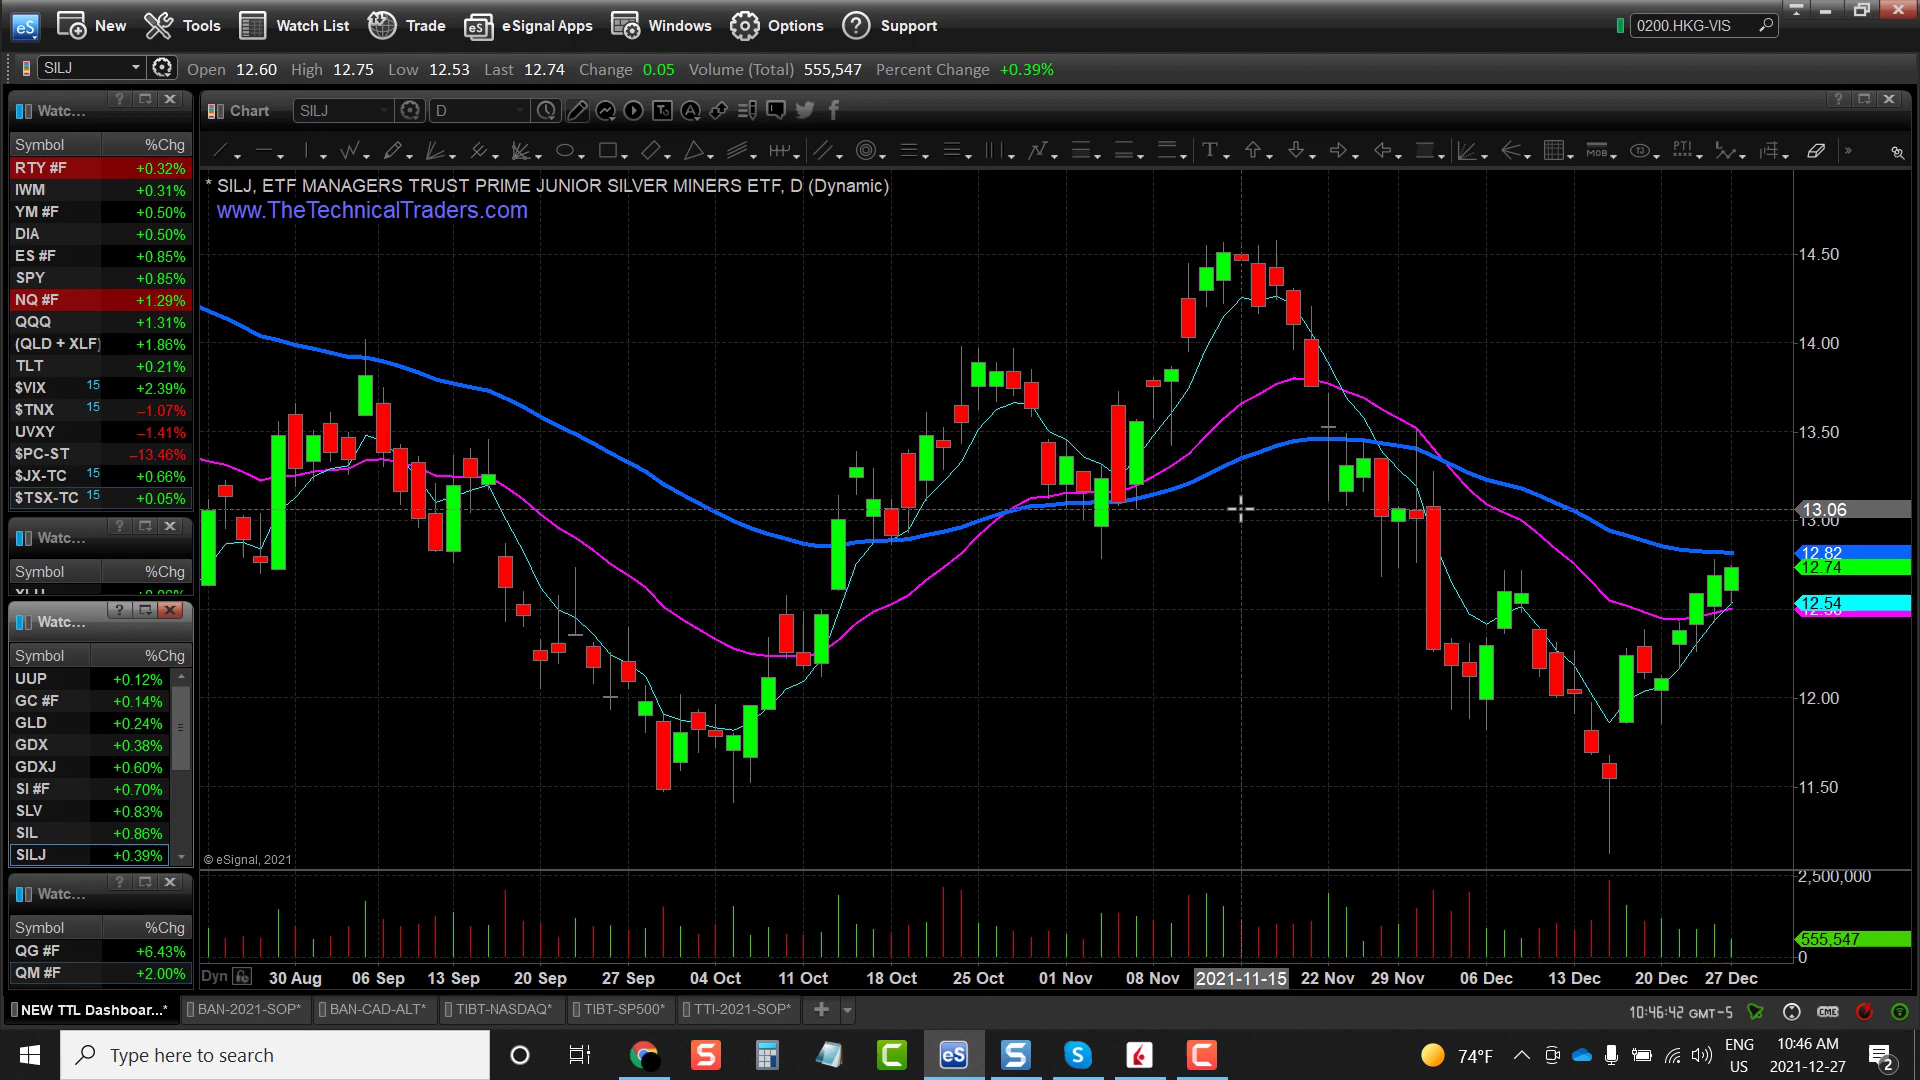 eS New Tools Watch List Trade eSignal Apps Windows Options Support 0200.HKG-VIS
SILJ Open 12.60 High 12.75 Low 12.53 Last 12.74 Change 0.05 Volume (Total) 555,547 Percent Change +0.39%
Watc...
Symbol %Chg
RTY #F +0.32%
IWM +0.31%
YM #F +0.50%
DIA +0.50%
ES #F +0.85%
SPY +0.85%
NQ #F +1.29%
QQQ +1.31%
(QLD + XLF) +1.86%
TLT +0.21%
$VIX 15 +2.39%
$TNX 15 -1.07%
UVXY -1.41%
$PC-ST -13.46%
$JX-TC 15 +0.66%
$TSX-TC 15 +0.05%
Watc...
Symbol %Chg
Watc...
Symbol %Chg
UUP +0.12%
GC #F +0.14%
GLD +0.24%
GDX +0.38%
GDXJ +0.60%
SI #F +0.70%
SLV +0.83%
SIL +0.86%
SILJ +0.39%
Watc...
Symbol %Chg
QG #F +6.43%
QM #F +2.00%
Chart SILJ D
* SILJ, ETF MANAGERS TRUST PRIME JUNIOR SILVER MINERS ETF, D (Dynamic)
www.TheTechnicalTraders.com
14.50
14.00
13.50
13.06
13.00
12.82
12.74
12.54
12.00
11.50
© eSignal, 2021
2,500,000
555,547
0
Dyn 30 Aug 06 Sep 13 Sep 20 Sep 27 Sep 04 Oct 11 Oct 18 Oct 25 Oct 01 Nov 08 Nov 2021-11-15 22 Nov 29 Nov 06 Dec 13 Dec 20 Dec 27 Dec
NEW TTL Dashboar...* BAN-2021-SOP* BAN-CAD-ALT* TIBT-NASDAQ* TIBT-SP500* TTI-2021-SOP* 10:46:42 GMT-5 CME
Type here to search eS 74°F ENG US 10:46 AM 2021-12-27 2